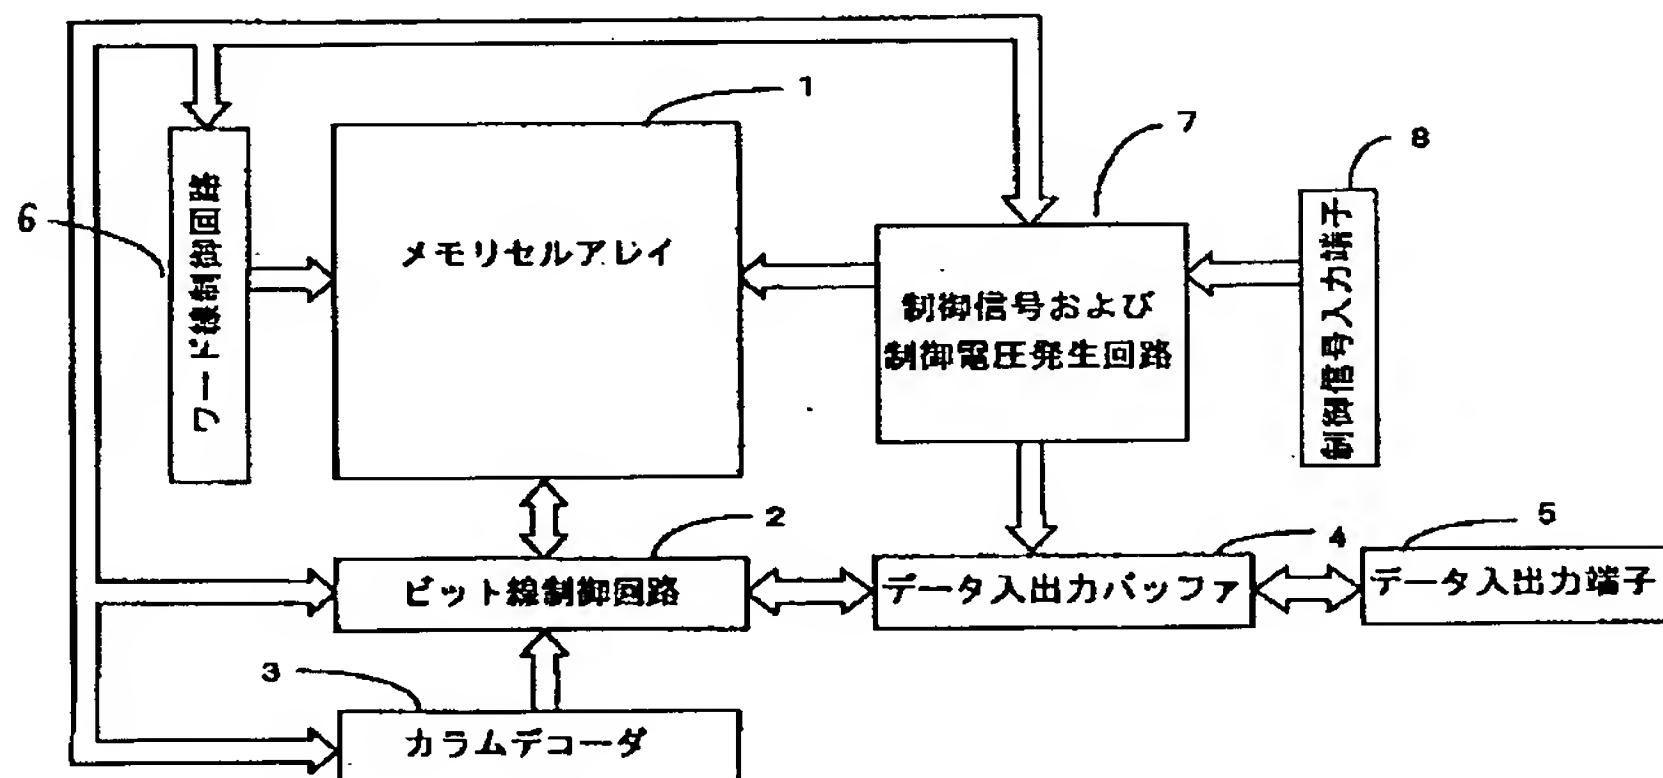 1
7
8
6
ワード線制御回路
メモリセルアレイ
制御信号および
制御電圧発生回路
制御信号入力端子
2
4
5
ビット線制御回路
データ入出力バッファ
データ入出力端子
3
カラムデコーダ